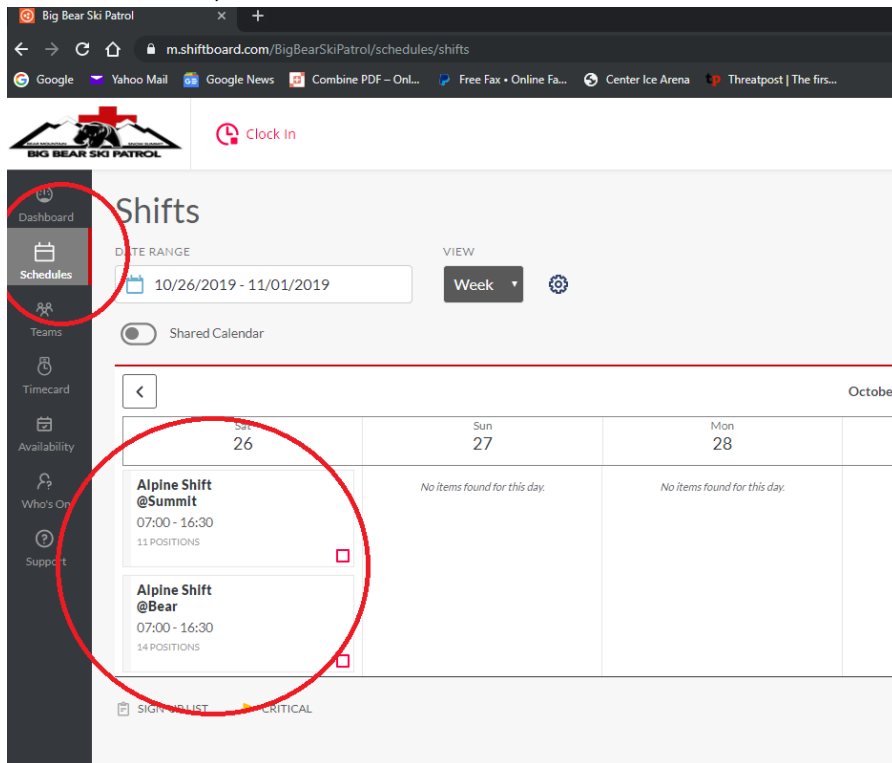 Big Bear Ski Patrol
m.shiftboard.com/BigBearSkiPatrol/schedules/shifts
Google Yahoo Mail Google News Combine PDF – Onl... Free Fax • Online Fa... Center Ice Arena Threatpost | The firs...
BEAR MOUNTAIN SNOW SUMMIT
BIG BEAR SKI PATROL
Clock In
Dashboard
Schedules
Teams
Timecard
Availability
Who's On
Support
Shifts
DATE RANGE VIEW
10/26/2019 - 11/01/2019 Week
Shared Calendar
Octobe
Sat Sun Mon
26 27 28
Alpine Shift
@Summit
07:00 - 16:30
11 POSITIONS
No items found for this day. No items found for this day.
Alpine Shift
@Bear
07:00 - 16:30
14 POSITIONS
SIGN UP LIST CRITICAL